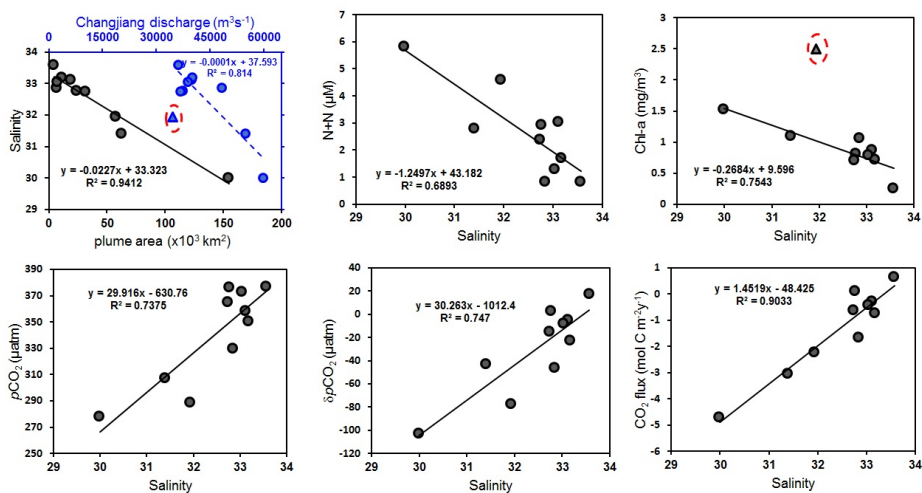 Changjiang discharge (m³s⁻¹)
0 15000 30000 45000 60000
34
33
32
31
30
29
Salinity
y = -0.0001x + 37.593
R² = 0.814
y = -0.0227x + 33.323
R² = 0.9412
0 50 100 150 200
plume area (x10³ km²)
7
6
5
4
3
2
1
0
N+N (µM)
y = -1.2497x + 43.182
R² = 0.6893
29 30 31 32 33 34
Salinity
3
2.5
2
1.5
1
0.5
0
Chl-a (mg/m³)
y = -0.2684x + 9.596
R² = 0.7543
29 30 31 32 33 34
Salinity
390
370
350
330
310
290
270
250
pCO₂ (µatm)
y = 29.916x - 630.76
R² = 0.7375
29 30 31 32 33 34
Salinity
40
20
0
-20
-40
-60
-80
-100
-120
δpCO₂ (µatm)
y = 30.263x - 1012.4
R² = 0.747
29 30 31 32 33 34
Salinity
1
0
-1
-2
-3
-4
-5
-6
CO₂ flux (mol C m⁻²y⁻¹)
y = 1.4519x - 48.425
R² = 0.9033
29 30 31 32 33 34
Salinity